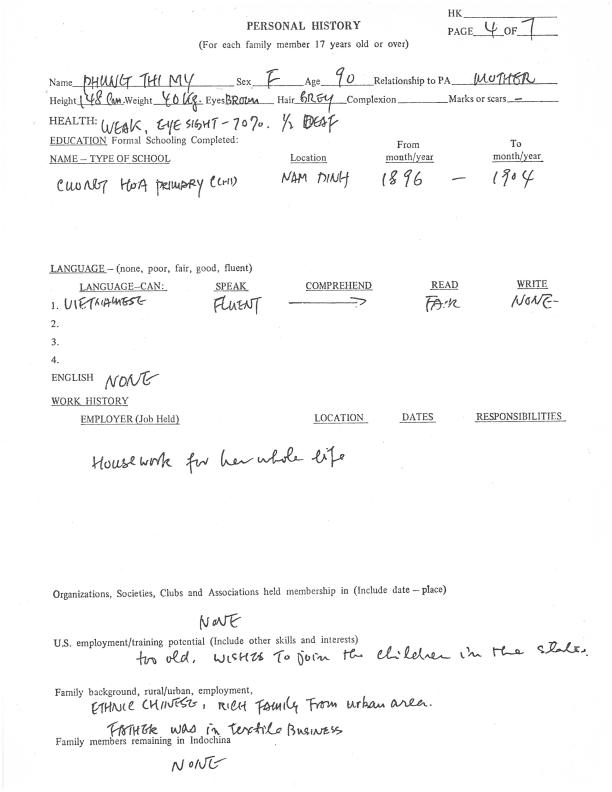 HK
PERSONAL HISTORY
PAGE 4 OF 7
(For each family member 17 years old or over)
Name PHUNG THI MY Sex F Age 90 Relationship to PA MOTHER
Height 148 Cm. Weight 40 Kg. Eyes BROWN Hair GREY Complexion Marks or scars –
HEALTH: WEAK, EYE SIGHT - 70%. 1/2 DEAF
EDUCATION Formal Schooling Completed:
From To
NAME – TYPE OF SCHOOL Location month/year month/year
CUONG HOA PRIMARY (CHI) NAM DINH 1896 – 1904
LANGUAGE – (none, poor, fair, good, fluent)
LANGUAGE–CAN: SPEAK COMPREHEND READ WRITE
1. VIETNAMESE FLUENT → FAIR NONE
2.
3.
4.
ENGLISH NONE
WORK HISTORY
EMPLOYER (Job Held) LOCATION DATES RESPONSIBILITIES
Housework for her whole life
Organizations, Societies, Clubs and Associations held membership in (Include date – place)
NONE
U.S. employment/training potential (Include other skills and interests)
too old. WISHES TO join the children in the state.
Family background, rural/urban, employment,
ETHNIC CHINESE, RICH FAMILY From urban area.
FATHER was in textile BUSINESS
Family members remaining in Indochina
NONE